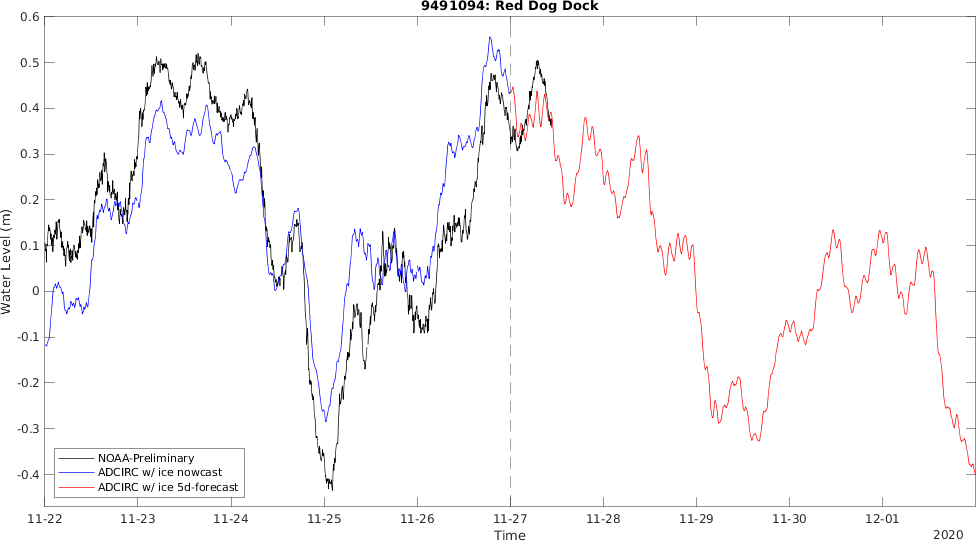 9491094: Red Dog Dock
Water Level (m)
0.6
0.5
0.4
0.3
0.2
0.1
0
-0.1
-0.2
-0.3
-0.4
NOAA-Preliminary
ADCIRC w/ ice nowcast
ADCIRC w/ ice 5d-forecast
11-22 11-23 11-24 11-25 11-26 11-27 11-28 11-29 11-30 12-01
Time
2020